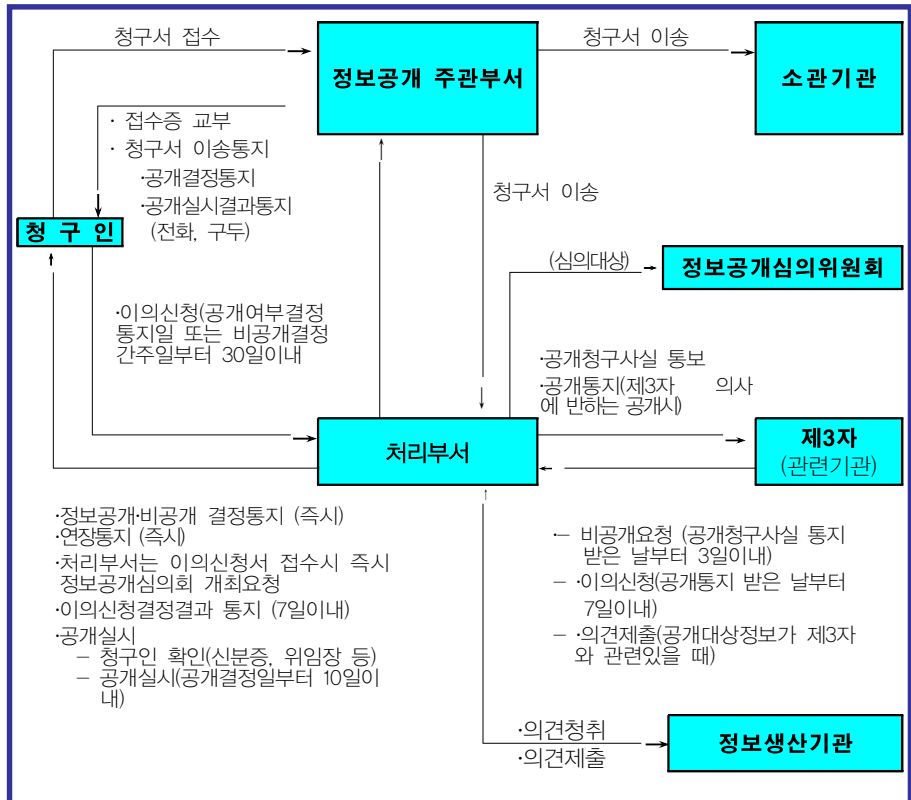 청구서 접수
청구서 이송
정보공개 주관부서
소관기관
· 접수증 교부
· 청구서 이송통지
·공개결정통지
·공개실시결과통지
(전화, 구두)
청구서 이송
청 구 인
(심의대상)
정보공개심의위원회
·이의신청(공개여부결정
통지일 또는 비공개결정
간주일부터 30일이내
·공개청구사실 통보
·공개통지(제3자 의사
에 반하는 공개시)
처리부서
제3자
(관련기관)
·정보공개·비공개 결정통지 (즉시)
·연장통지 (즉시)
·처리부서는 이의신청서 접수시 즉시
정보공개심의회 개최요청
·이의신청결정결과 통지 (7일이내)
·공개실시
– 청구인 확인(신분증, 위임장 등)
– 공개실시(공개결정일부터 10일이
내)
·– 비공개요청 (공개청구사실 통지
받은 날부터 3일이내)
– ·이의신청(공개통지 받은 날부터
7일이내)
– ·의견제출(공개대상정보가 제3자
와 관련있을 때)
·의견청취
·의견제출
정보생산기관